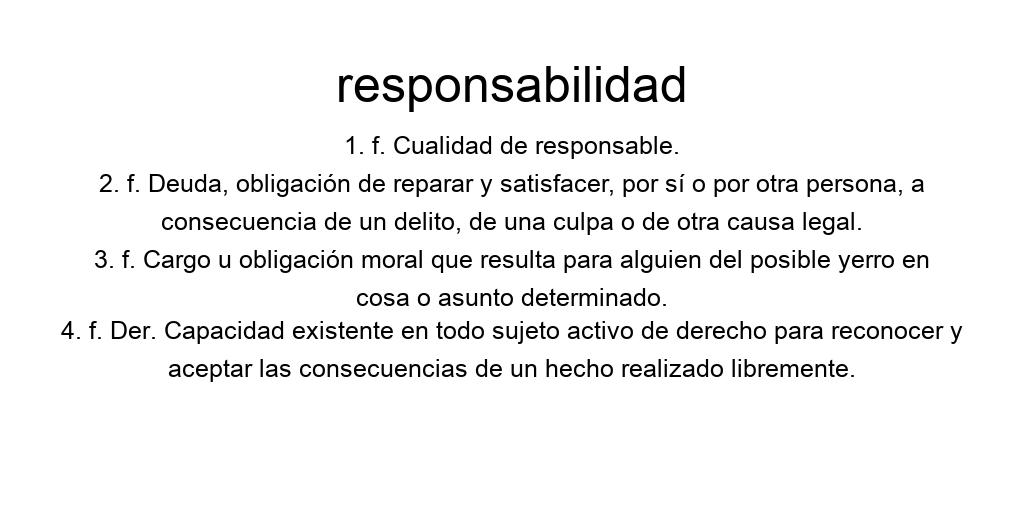 responsabilidad
1. f. Cualidad de responsable.
2. f. Deuda, obligación de reparar y satisfacer, por sí o por otra persona, a
consecuencia de un delito, de una culpa o de otra causa legal.
3. f. Cargo u obligación moral que resulta para alguien del posible yerro en
cosa o asunto determinado.
4. f. Der. Capacidad existente en todo sujeto activo de derecho para reconocer y
aceptar las consecuencias de un hecho realizado libremente.